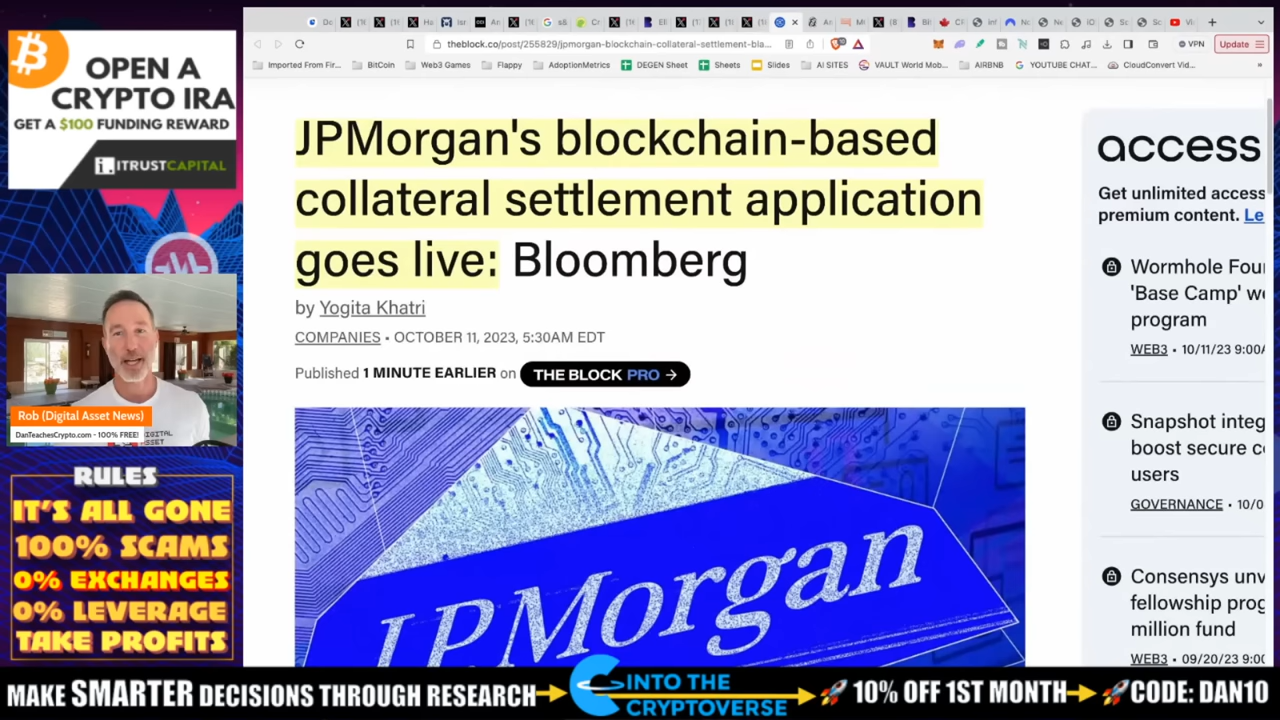 OPEN A
CRYPTO IRA
GET A $100 FUNDING REWARD
i. ITRUSTCAPITAL
Rob (Digital Asset News)
DanTeachesCrypto.com - 100% FREE!
DIGITAL
ASSET
RULES
IT'S ALL GONE
100% SCAMS
0% EXCHANGES
0% LEVERAGE
TAKE PROFITS
theblock.co/post/255829/jpmorgan-blockchain-collateral-settlement-bla...
VPN
Update
Imported From Fir...
BitCoin
Web3 Games
Flappy
AdoptionMetrics
DEGEN Sheet
Sheets
Slides
AI SITES
VAULT World Mob...
AIRBNB
YOUTUBE CHAT...
CloudConvert Vid...
JPMorgan's blockchain-based
collateral settlement application
goes live: Bloomberg
by Yogita Khatri
COMPANIES • OCTOBER 11, 2023, 5:30AM EDT
Published 1 MINUTE EARLIER on THE BLOCK PRO →
J.P.Morgan
access
Get unlimited access
premium content. Le
Wormhole Fou
'Base Camp' w
program
WEB3 • 10/11/23 9:00
Snapshot integ
boost secure c
users
GOVERNANCE • 10/0
Consensys unv
fellowship prog
million fund
WEB3 • 09/20/23 9:00
MAKE SMARTER DECISIONS THROUGH RESEARCH
INTO THE
CRYPTOVERSE
10% OFF 1ST MONTH
CODE: DAN10